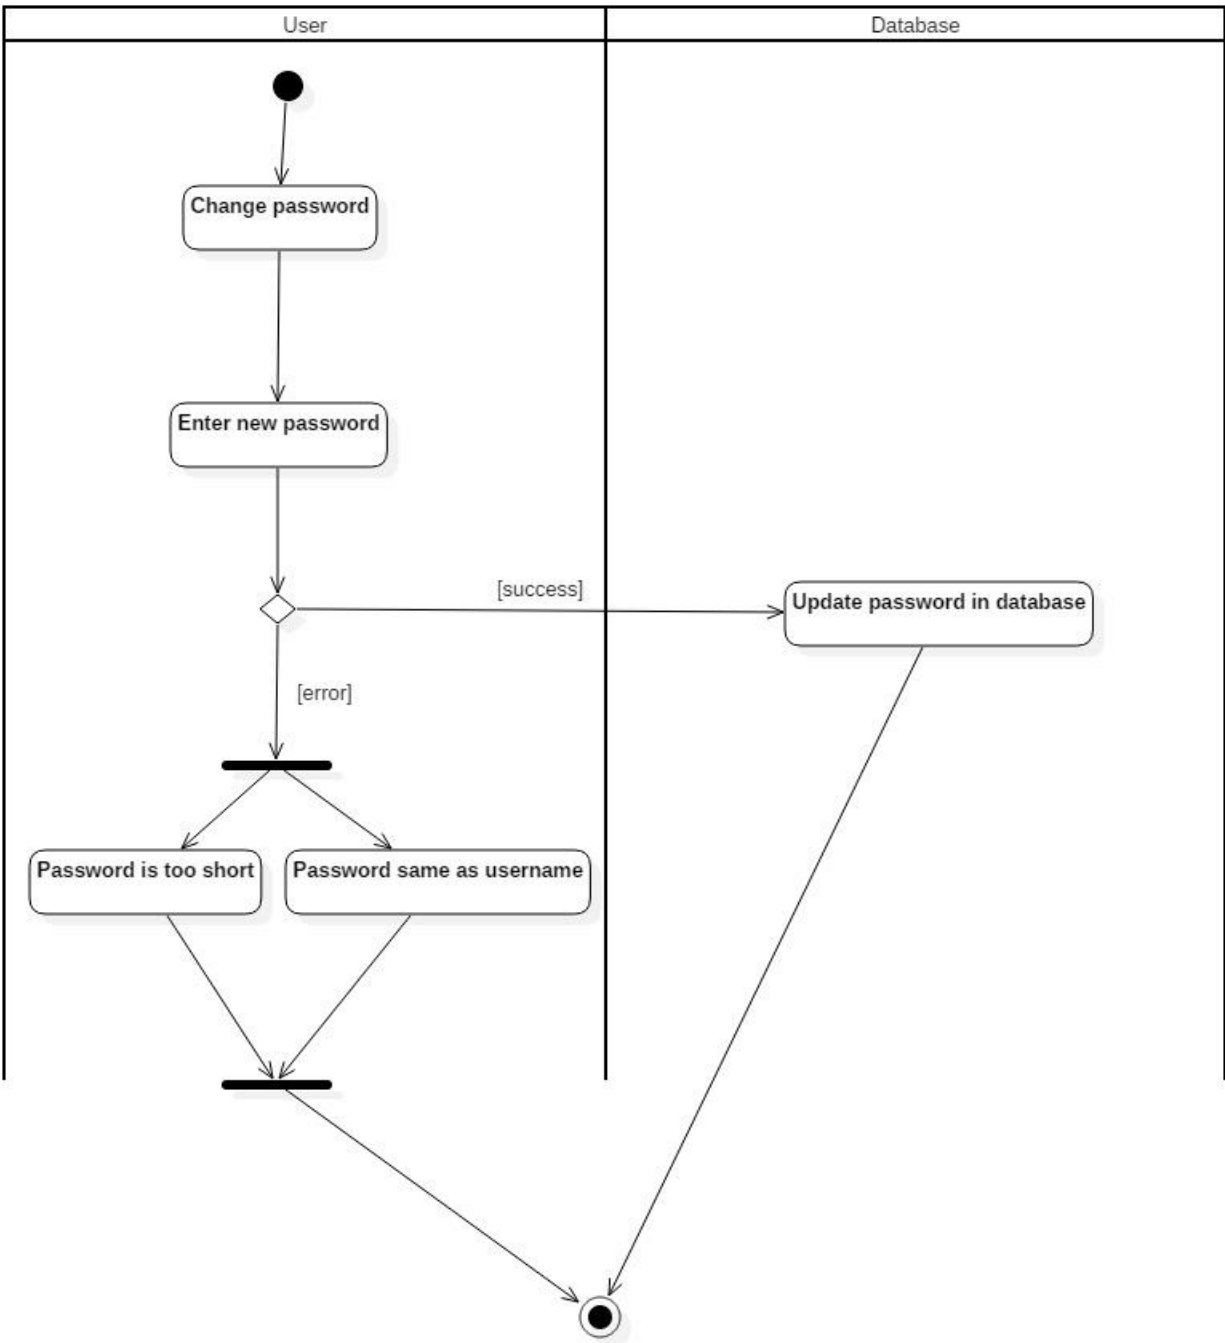 User
Database
Change password
Enter new password
[success]
Update password in database
[error]
Password is too short
Password same as username